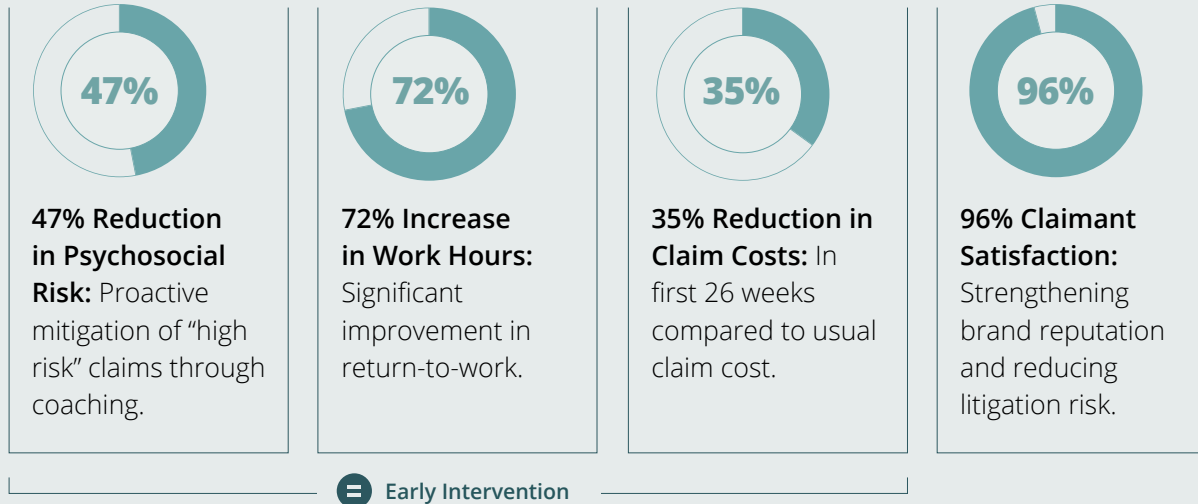 47%
47% Reduction
in Psychosocial
Risk: Proactive
mitigation of “high
risk” claims through
coaching.
72%
72% Increase
in Work Hours:
Significant
improvement in
return-to-work.
35%
35% Reduction in
Claim Costs: In
first 26 weeks
compared to usual
claim cost.
96%
96% Claimant
Satisfaction:
Strengthening
brand reputation
and reducing
litigation risk.
= Early Intervention